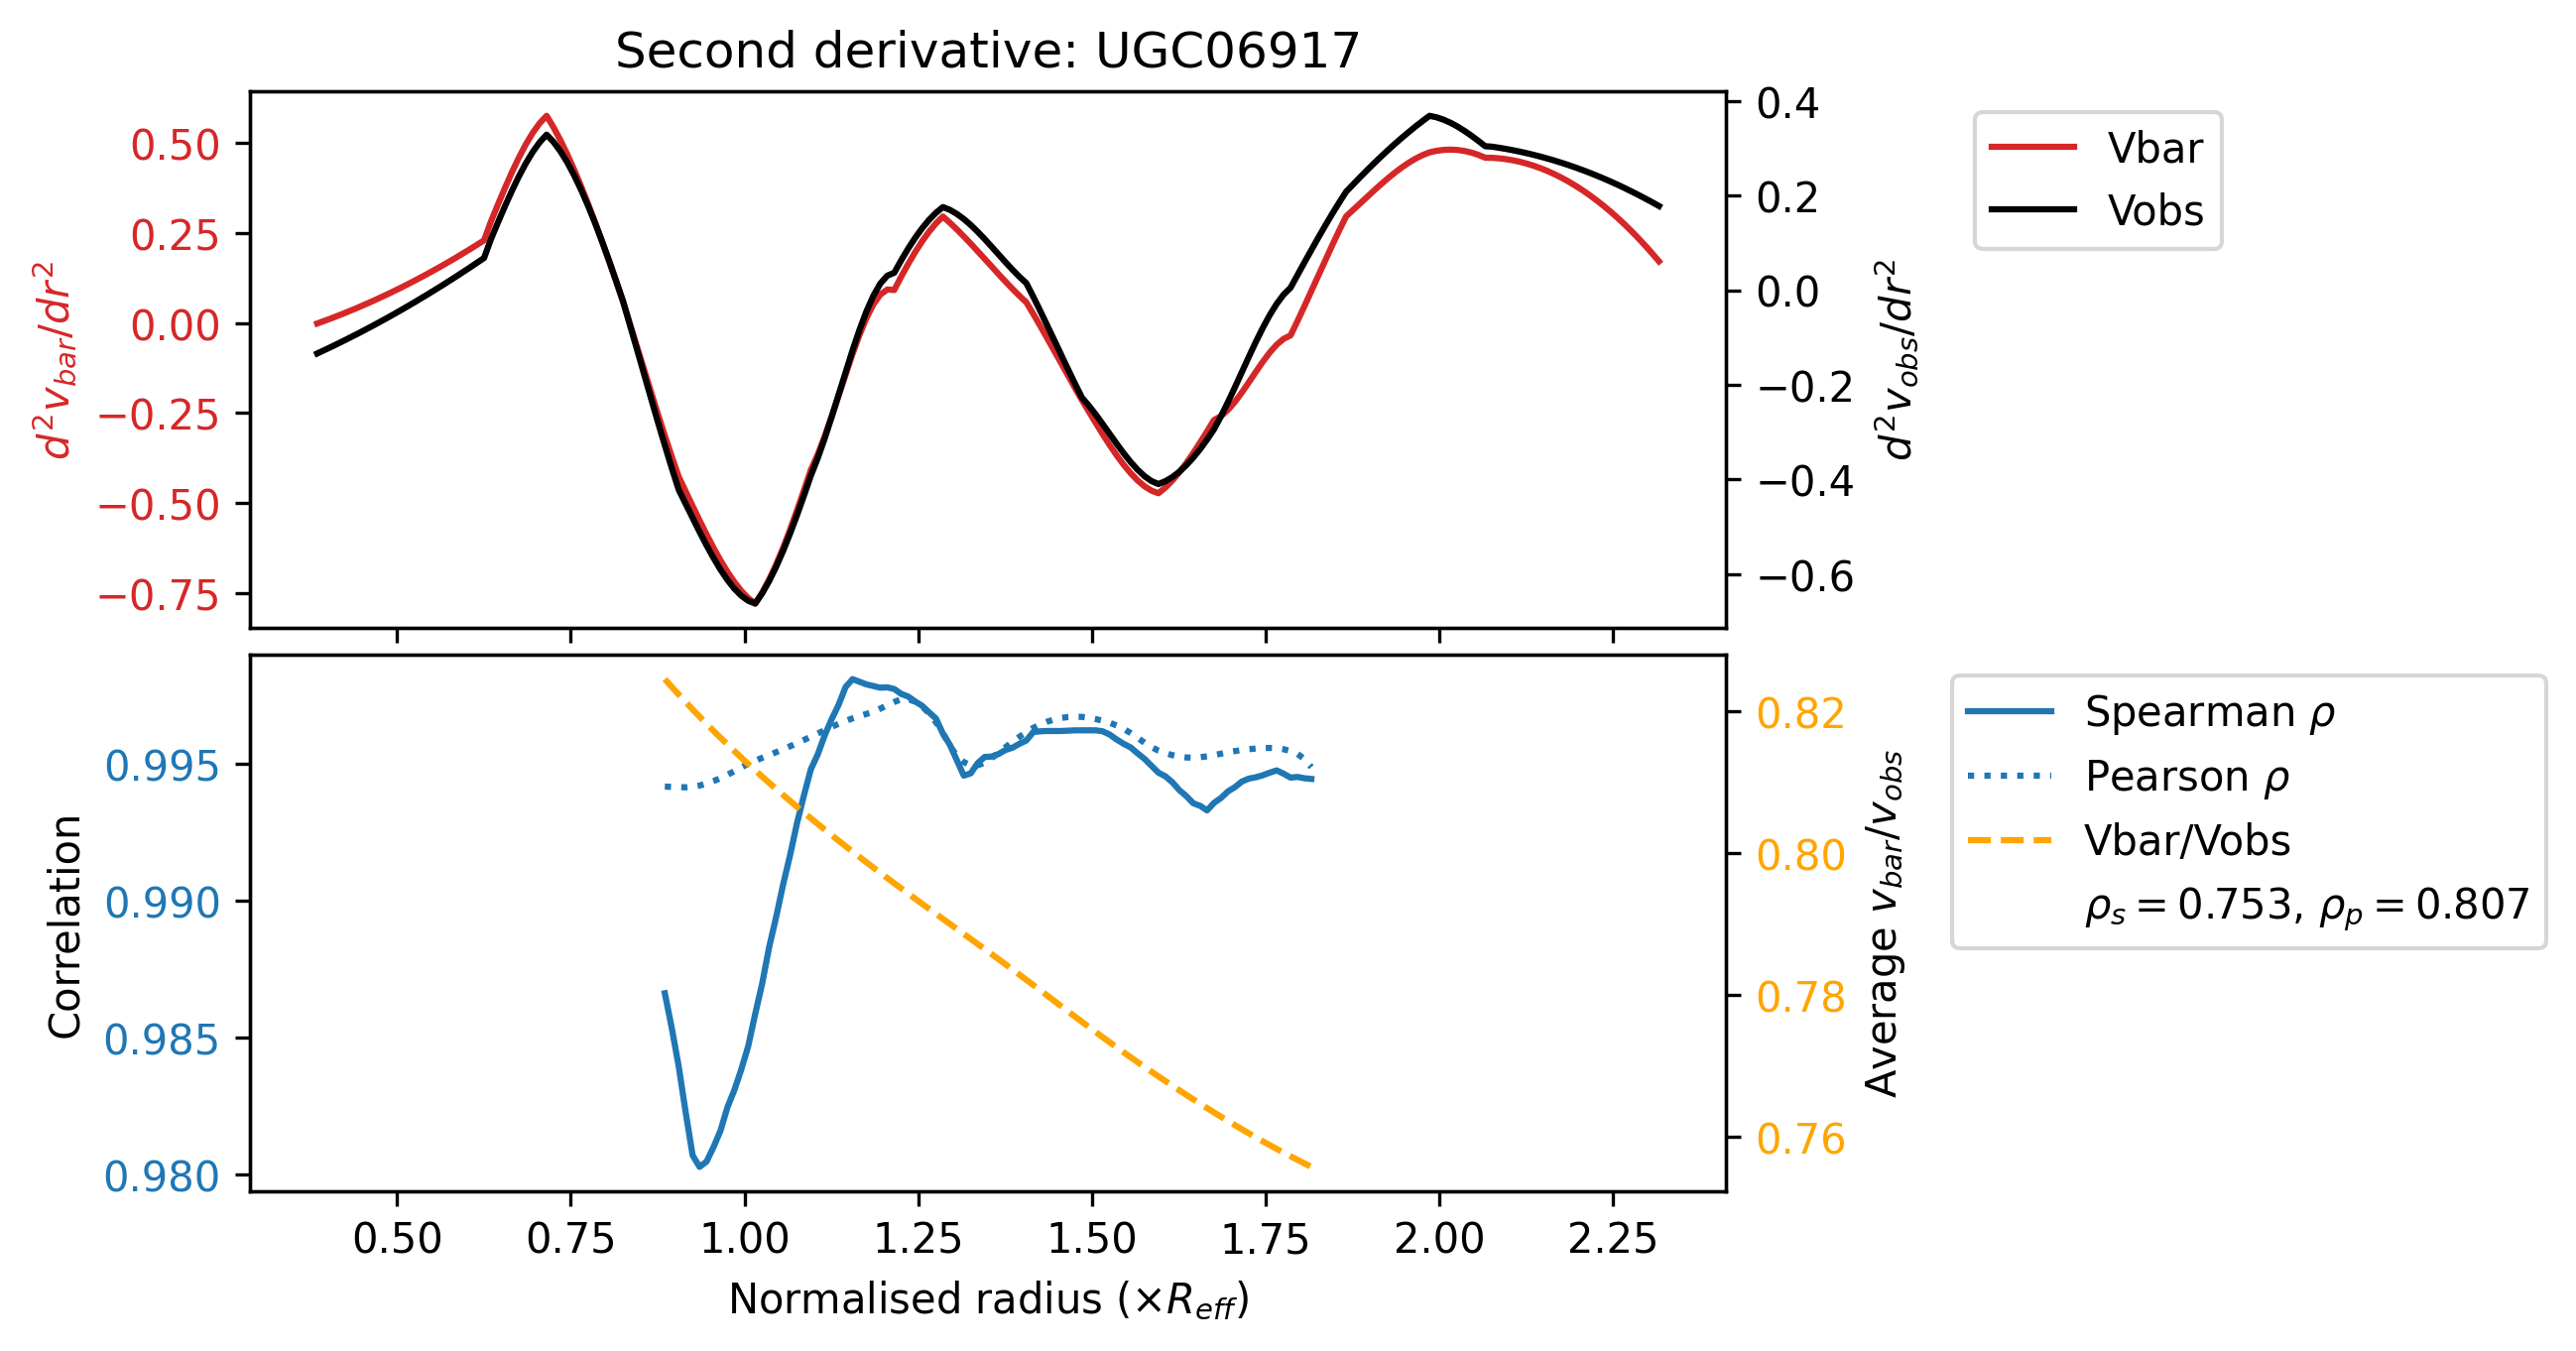 Second derivative: UGC06917
d²v_bar/dr²
0.50
0.25
0.00
−0.25
−0.50
−0.75
0.4
0.2
0.0
−0.2
−0.4
−0.6
d²v_obs/dr²
Vbar
Vobs
Correlation
0.995
0.990
0.985
0.980
0.82
0.80
0.78
0.76
Average v_bar/v_obs
Spearman ρ
Pearson ρ
Vbar/Vobs
ρ_s = 0.753, ρ_p = 0.807
0.50 0.75 1.00 1.25 1.50 1.75 2.00 2.25
Normalised radius (×R_eff)